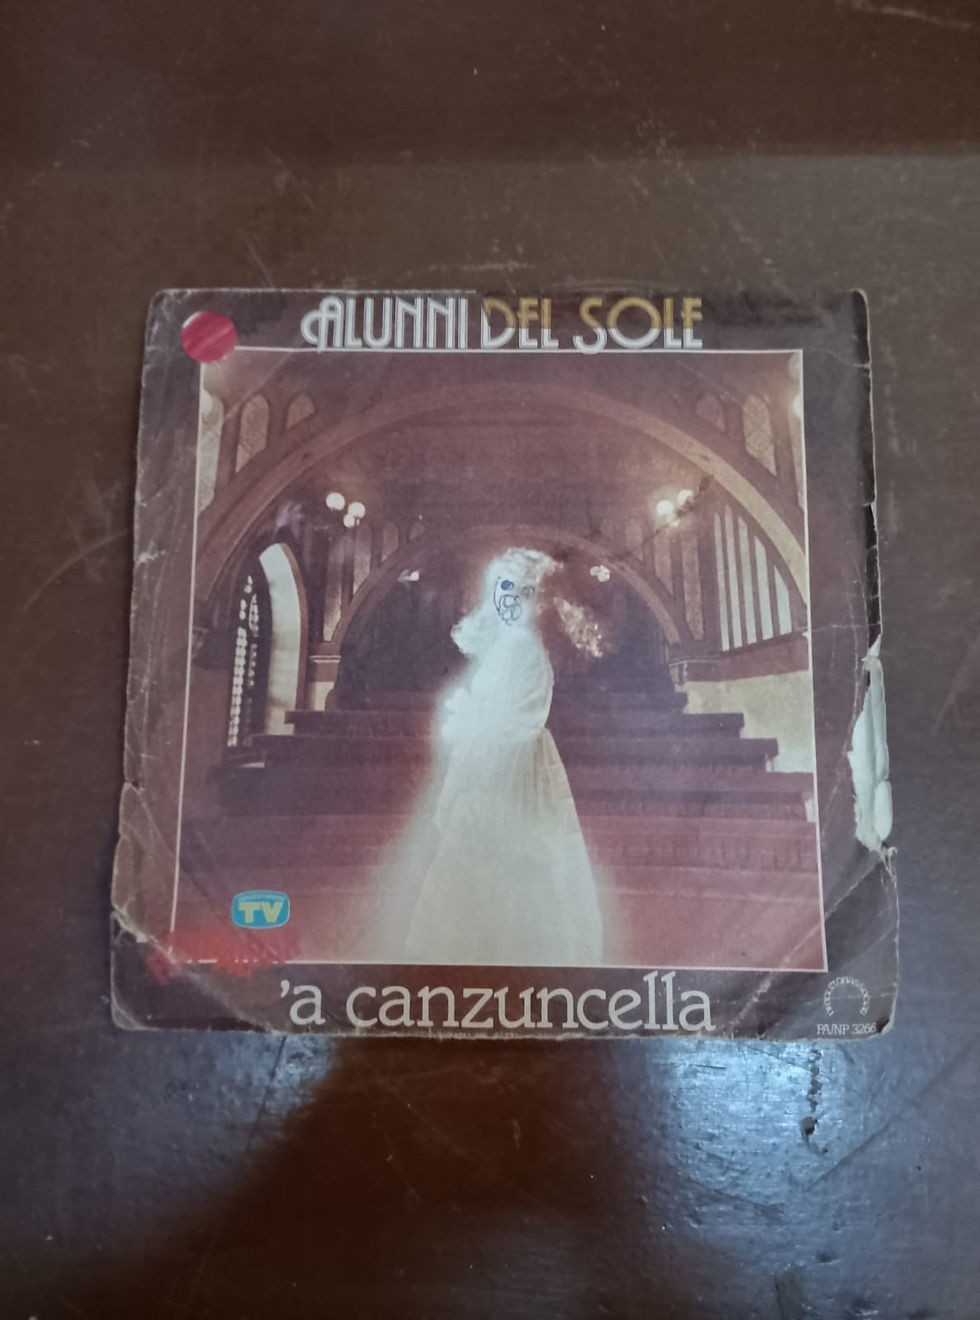 ALUNNI DEL SOLE
TV
'a canzuncella
PA/NP 3266